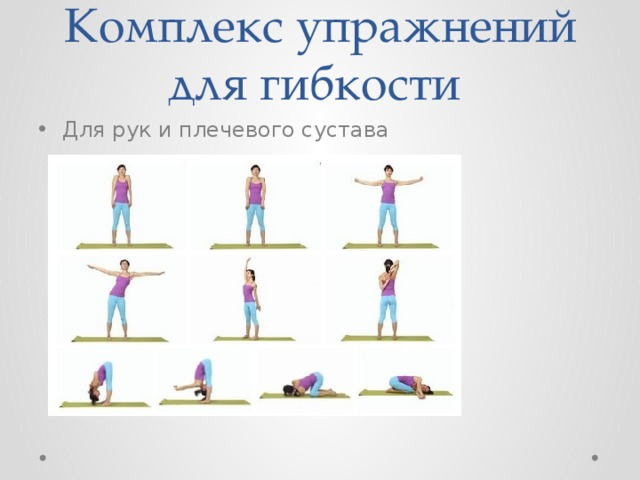 Комплекс упражнений
для гибкости
• Для рук и плечевого сустава